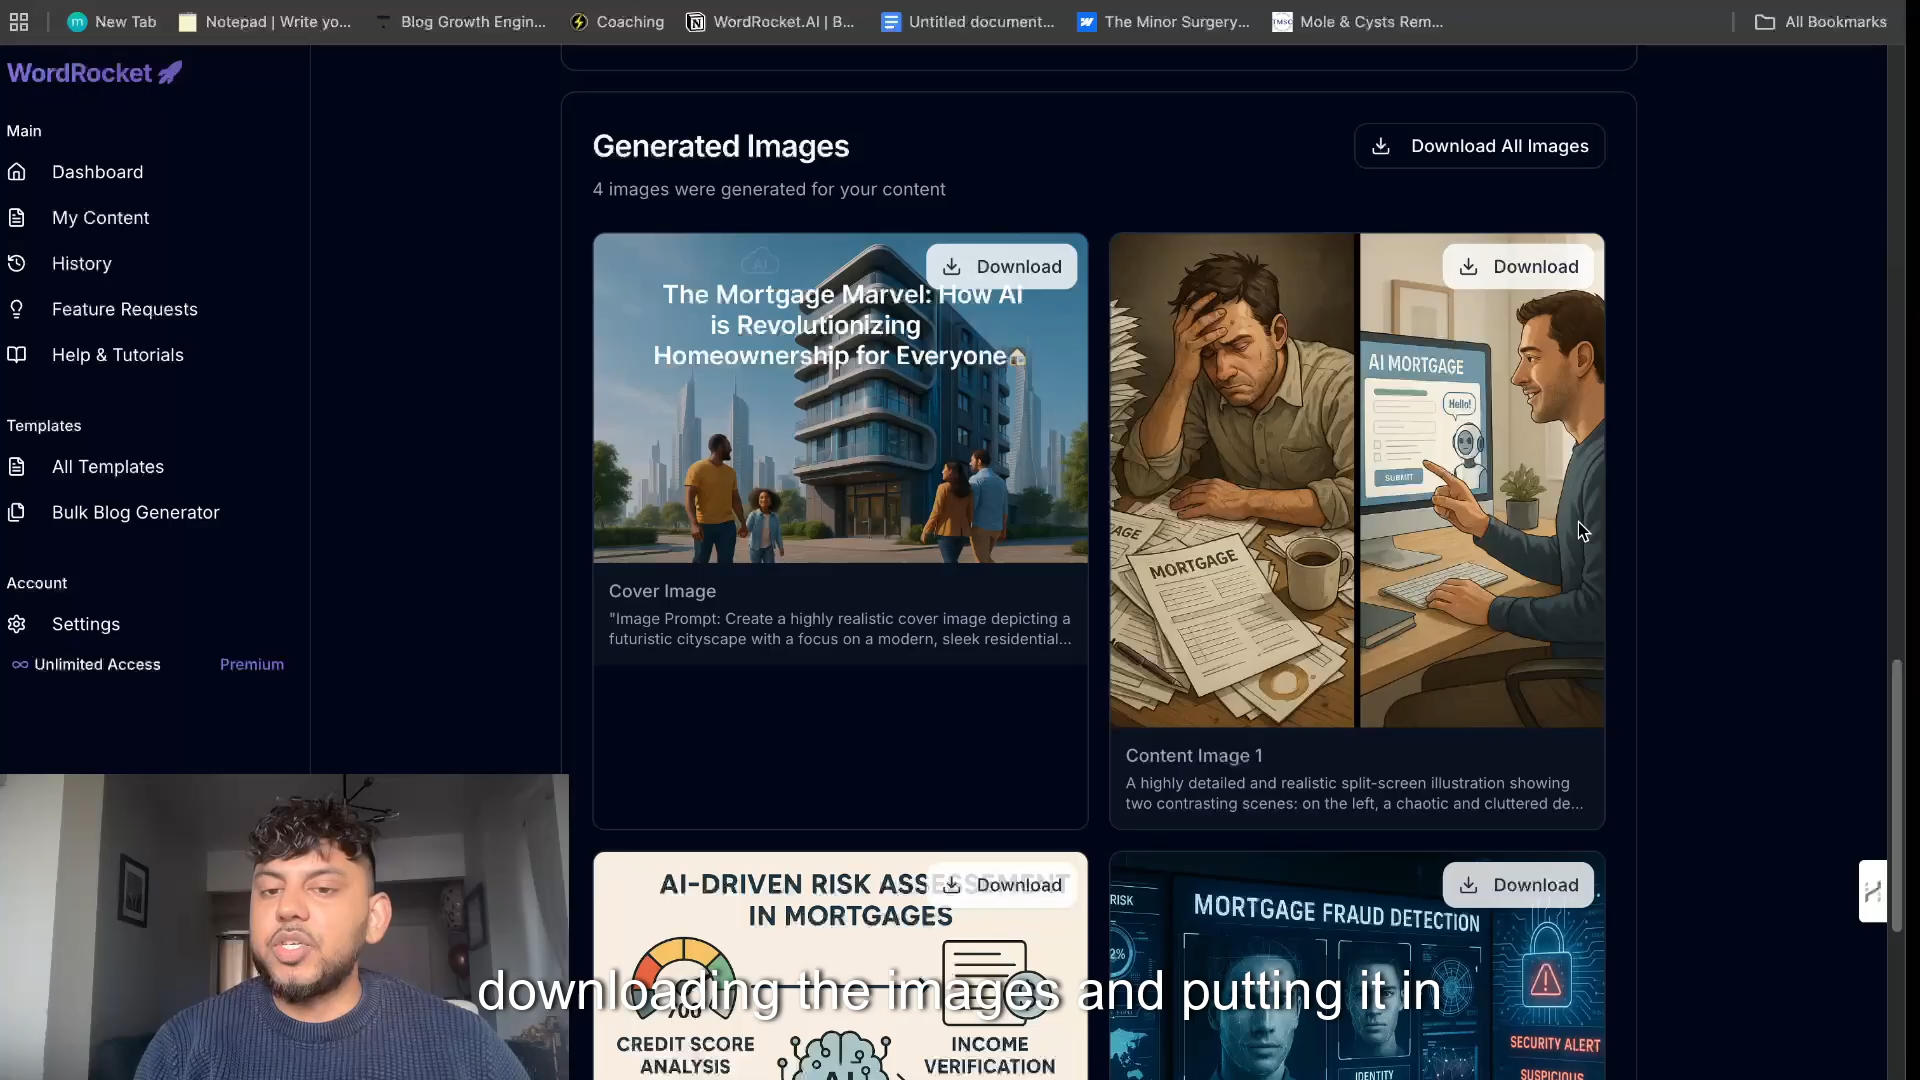 New Tab
Notepad | Write yo...
Blog Growth Engin...
Coaching
WordRocket.AI | B...
Untitled document...
The Minor Surgery...
Mole & Cysts Rem...
All Bookmarks
WordRocket
Main
Dashboard
My Content
History
Feature Requests
Help & Tutorials
Templates
All Templates
Bulk Blog Generator
Account
Settings
Unlimited Access
Premium
Generated Images
Download All Images
4 images were generated for your content
Download
The Mortgage Marvel: How AI
is Revolutionizing
Homeownership for Everyone
Cover Image
"Image Prompt: Create a highly realistic cover image depicting a
futuristic cityscape with a focus on a modern, sleek residential...
Download
AI MORTGAGE
Hello!
SUBMIT
MORTGAGE
Content Image 1
A highly detailed and realistic split-screen illustration showing
two contrasting scenes: on the left, a chaotic and cluttered de...
Download
AI-DRIVEN RISK ASSESSMENT
IN MORTGAGES
CREDIT SCORE
ANALYSIS
AI
INCOME
VERIFICATION
Download
RISK
MORTGAGE FRAUD DETECTION
IDENTITY
SECURITY ALERT
SUSPICIOUS
downloading the images and putting it in